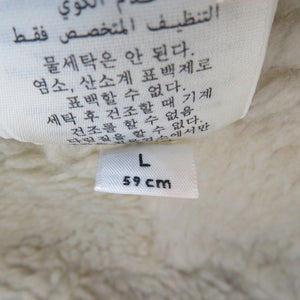 الكوي
التنظيف المتخصص فقط
물세탁은 안 된다.
염소, 산소계 표백제로
표백할 수 없다.
세탁 후 건조할 때 기계
건조를 할 수 없음
L
59 cm